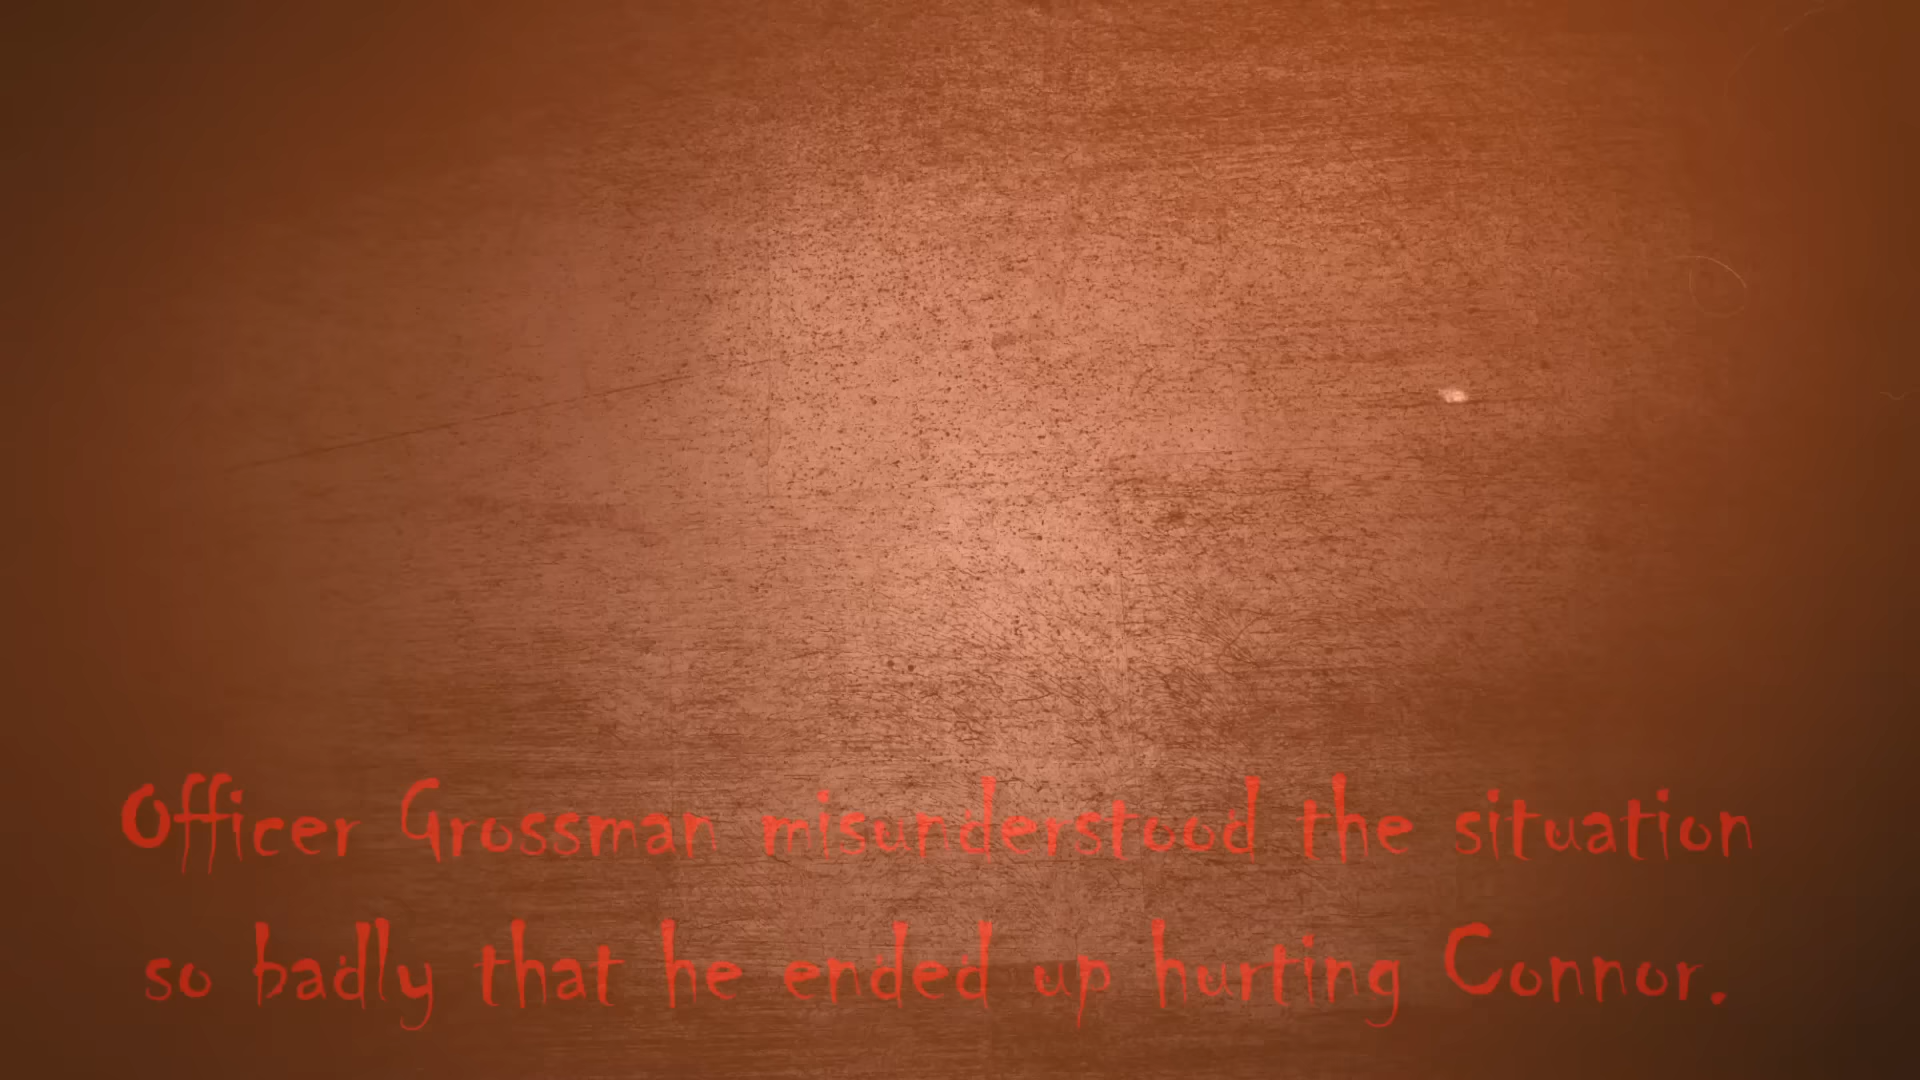 Officer Grossman misunderstood the situation
so badly that he ended up hurting Connor.